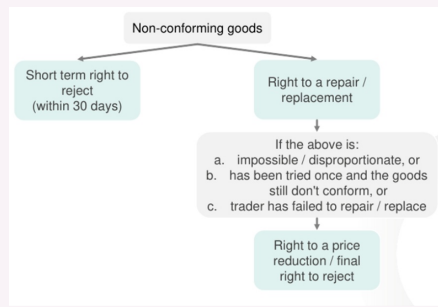 Non-conforming goods
Short term right to
reject
(within 30 days)
Right to a repair /
replacement
If the above is:
a. impossible / disproportionate, or
b. has been tried once and the goods
still don't conform, or
c. trader has failed to repair / replace
Right to a price
reduction / final
right to reject